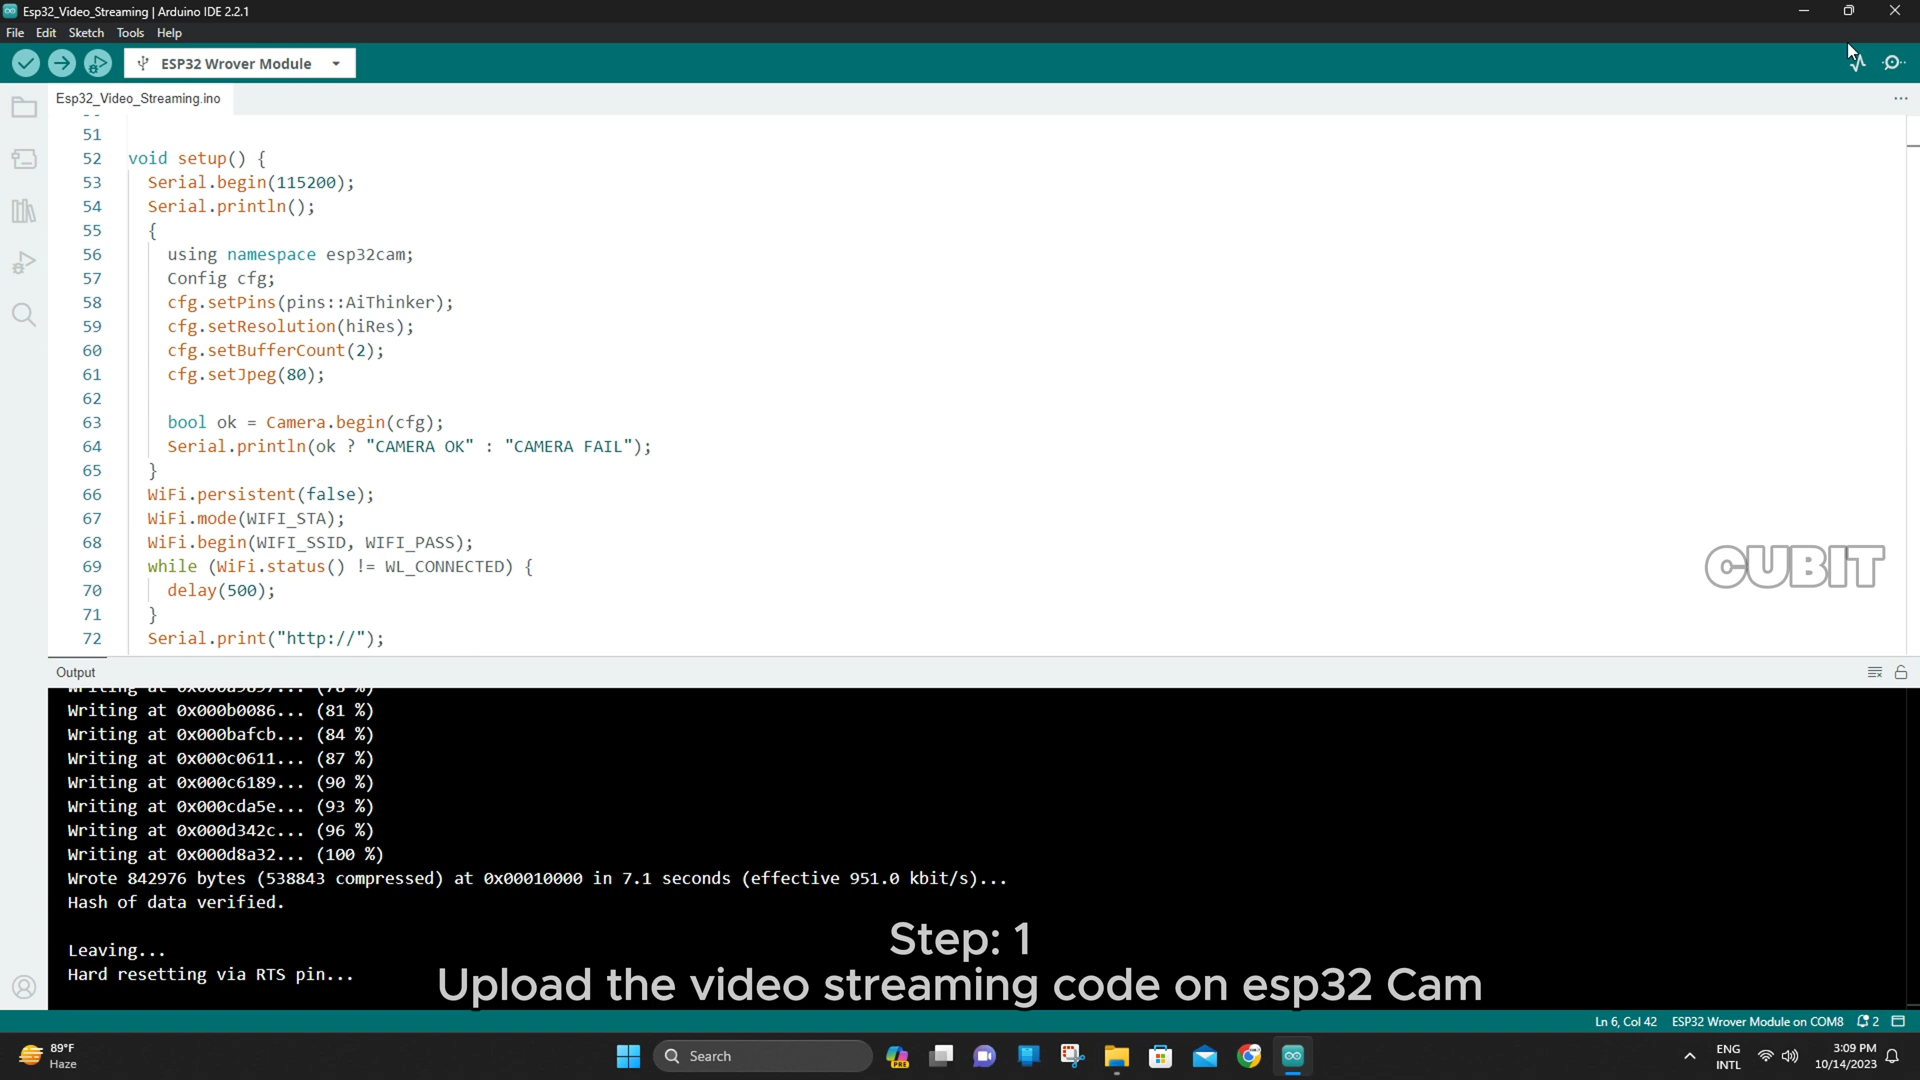 Esp32_Video_Streaming | Arduino IDE 2.2.1
File Edit Sketch Tools Help
ESP32 Wrover Module
Esp32_Video_Streaming.ino
51
52 void setup() {
53 Serial.begin(115200);
54 Serial.println();
55 {
56 using namespace esp32cam;
57 Config cfg;
58 cfg.setPins(pins::AiThinker);
59 cfg.setResolution(hiRes);
60 cfg.setBufferCount(2);
61 cfg.setJpeg(80);
62
63 bool ok = Camera.begin(cfg);
64 Serial.println(ok ? "CAMERA OK" : "CAMERA FAIL");
65 }
66 WiFi.persistent(false);
67 WiFi.mode(WIFI_STA);
68 WiFi.begin(WIFI_SSID, WIFI_PASS);
69 while (WiFi.status() != WL_CONNECTED) {
70 delay(500);
71 }
72 Serial.print("http://");
CUBIT
Output
Writing at 0x000b0086... (81 %)
Writing at 0x000bafcb... (84 %)
Writing at 0x000c0611... (87 %)
Writing at 0x000c6189... (90 %)
Writing at 0x000cda5e... (93 %)
Writing at 0x000d342c... (96 %)
Writing at 0x000d8a32... (100 %)
Wrote 842976 bytes (538843 compressed) at 0x00010000 in 7.1 seconds (effective 951.0 kbit/s)...
Hash of data verified.
Leaving...
Hard resetting via RTS pin...
Step: 1
Upload the video streaming code on esp32 Cam
Ln 6, Col 42 ESP32 Wrover Module on COM8 2
89°F
Haze
Search
PRE
ENG
INTL
3:09 PM
10/14/2023